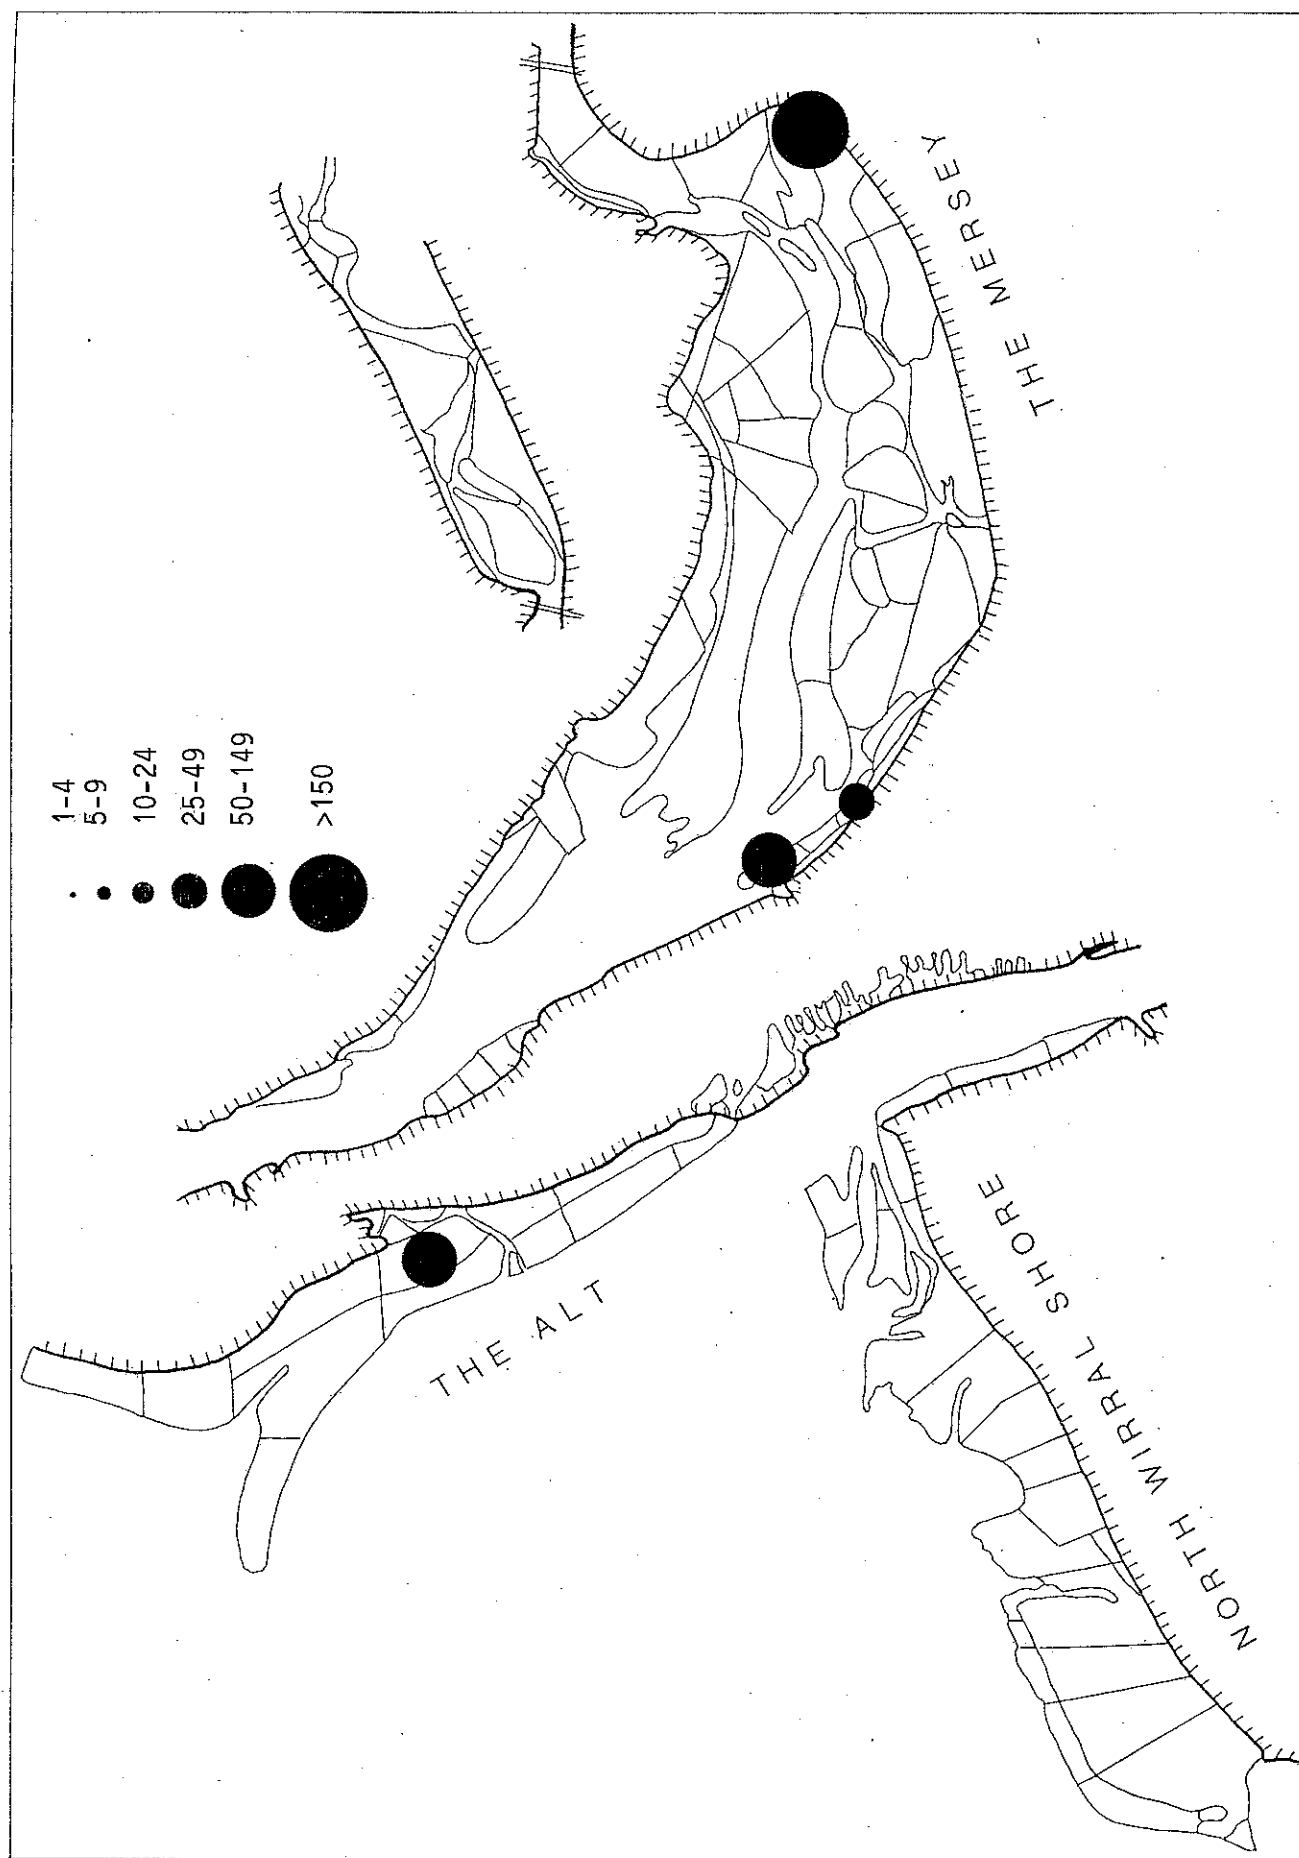 1-4
5-9
10-24
25-49
50-149
>150
THE MERSEY
THE ALT
NORTH WIRRAL SHORE